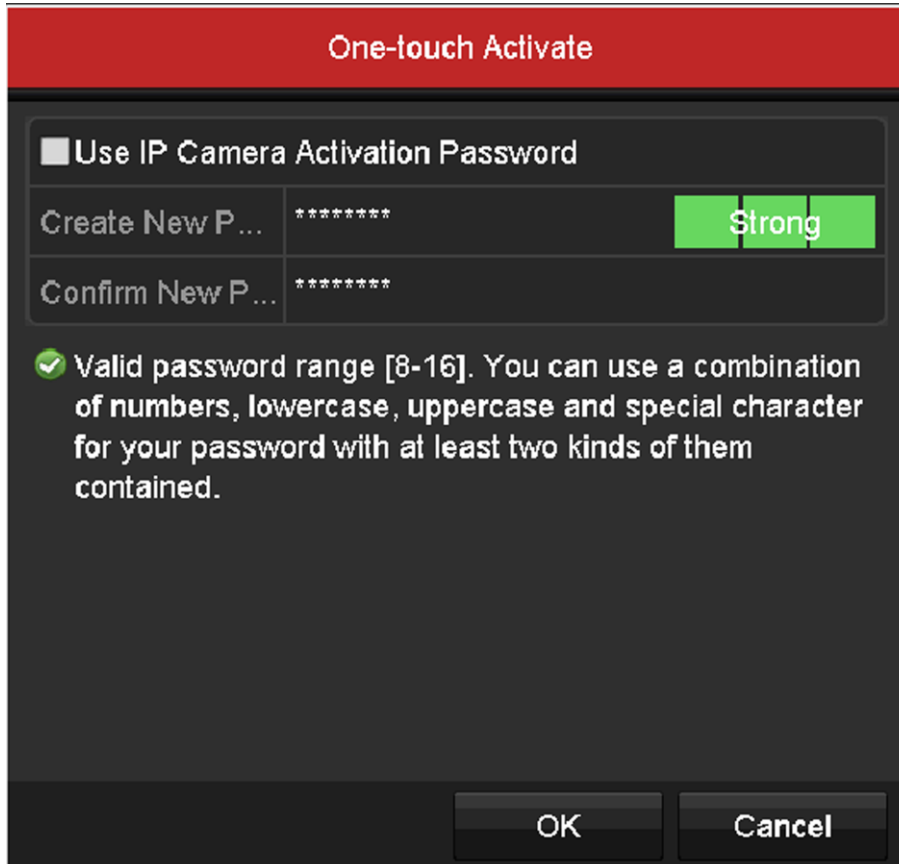 One-touch Activate
Use IP Camera Activation Password
Create New P... ******** Strong
Confirm New P... ********
Valid password range [8-16]. You can use a combination
of numbers, lowercase, uppercase and special character
for your password with at least two kinds of them
contained.
OK Cancel